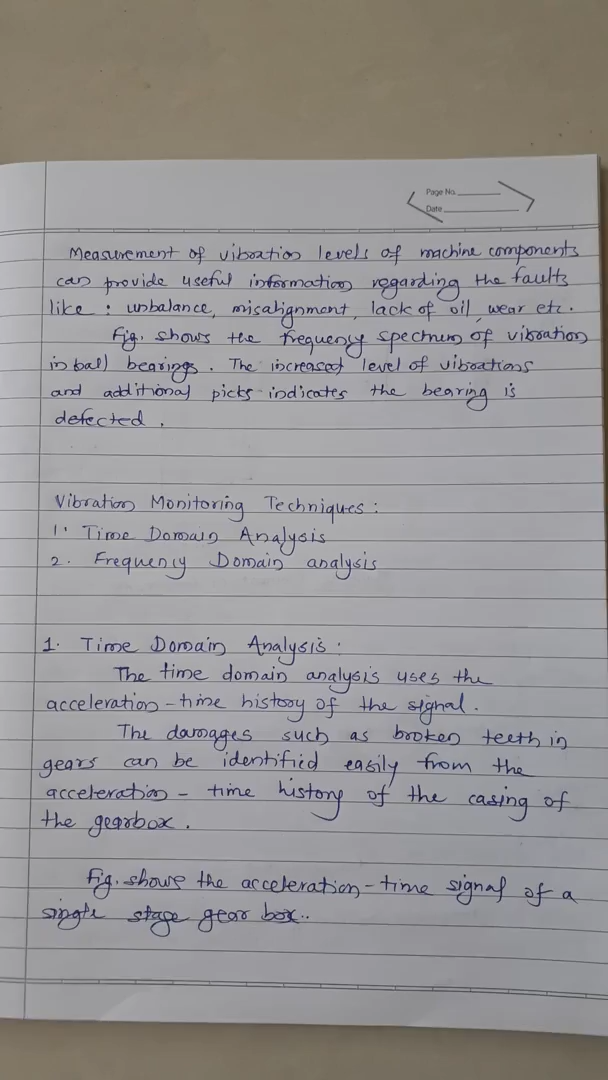 Page No.
Date
Measurement of vibration levels of machine components
can provide useful information regarding the faults
like : unbalance, misalignment, lack of oil, wear etc.
Fig. shows the frequency spectrum of vibration
in ball bearings. The increased level of vibrations
and additional picks indicates the bearing is
defected.
Vibration Monitoring Techniques :
1. Time Domain Analysis
2. Frequency Domain analysis
1. Time Domain Analysis :
The time domain analysis uses the
acceleration - time history of the signal.
The damages such as broken teeth in
gears can be identified easily from the
acceleration - time history of the casing of
the gearbox.
Fig. shows the acceleration - time signal of a
single stage gear box..